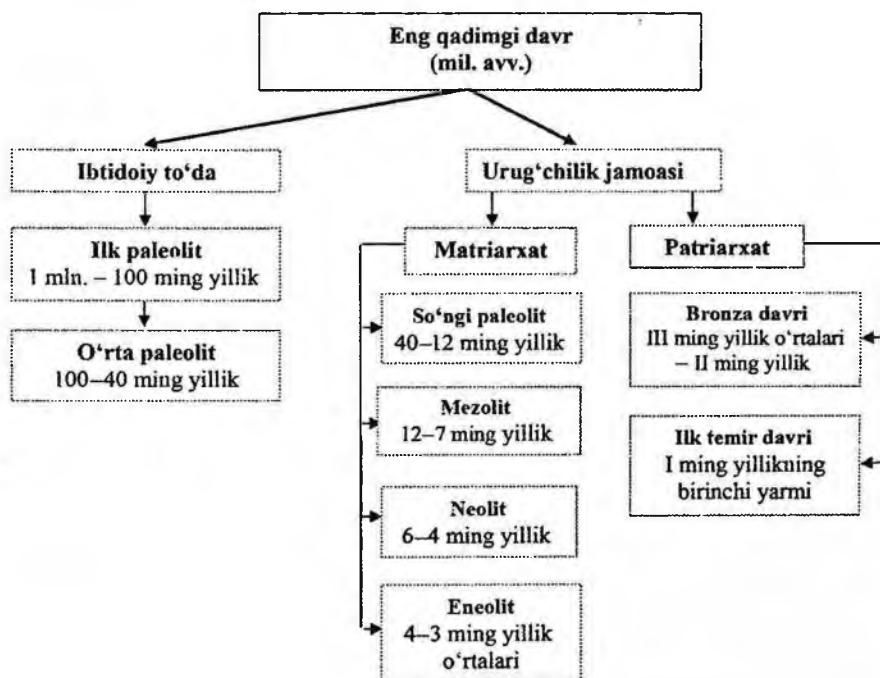 Eng qadimgi davr
(mil. avv.)
Ibtidoiy to‘da
Urug‘chilik jamoasi
Ilk paleolit
1 mln. – 100 ming yillik
O‘rta paleolit
100–40 ming yillik
Matriarxat
So‘ngi paleolit
40–12 ming yillik
Mezolit
12–7 ming yillik
Neolit
6–4 ming yillik
Eneolit
4–3 ming yillik
o‘rtalari
Patriarxat
Bronza davri
III ming yillik o‘rtalari
– II ming yillik
Ilk temir davri
I ming yillikning
birinchi yarmi